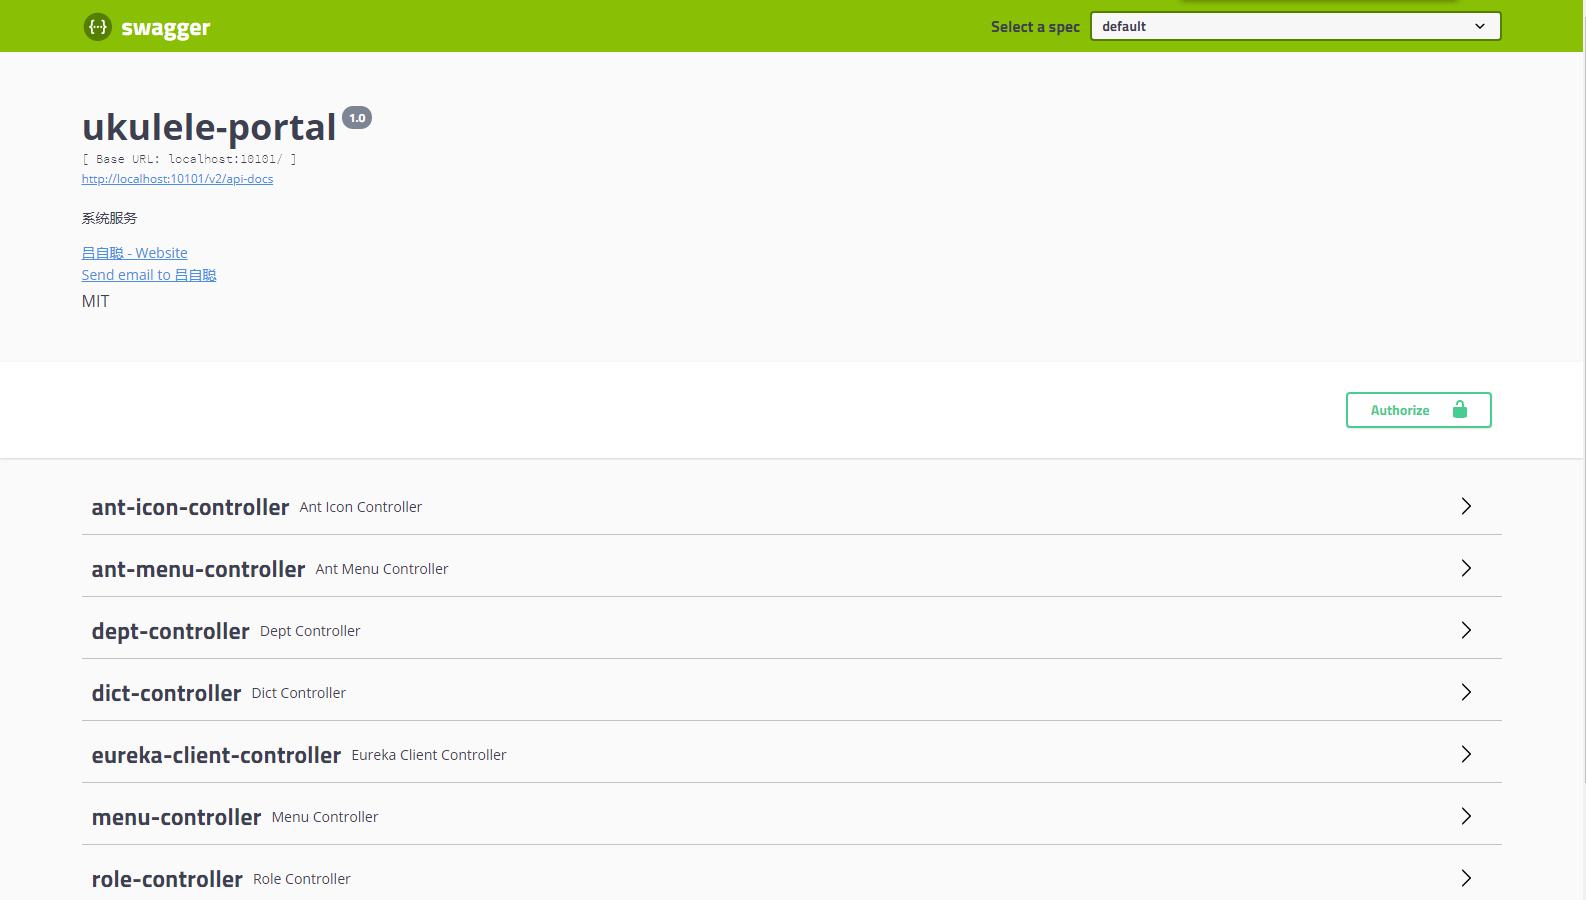 {···} swagger
Select a spec default
ukulele-portal 1.0
[ Base URL: localhost:10101/ ]
http://localhost:10101/v2/api-docs
系统服务
吕自聪 - Website
Send email to 吕自聪
MIT
Authorize
ant-icon-controller Ant Icon Controller
ant-menu-controller Ant Menu Controller
dept-controller Dept Controller
dict-controller Dict Controller
eureka-client-controller Eureka Client Controller
menu-controller Menu Controller
role-controller Role Controller